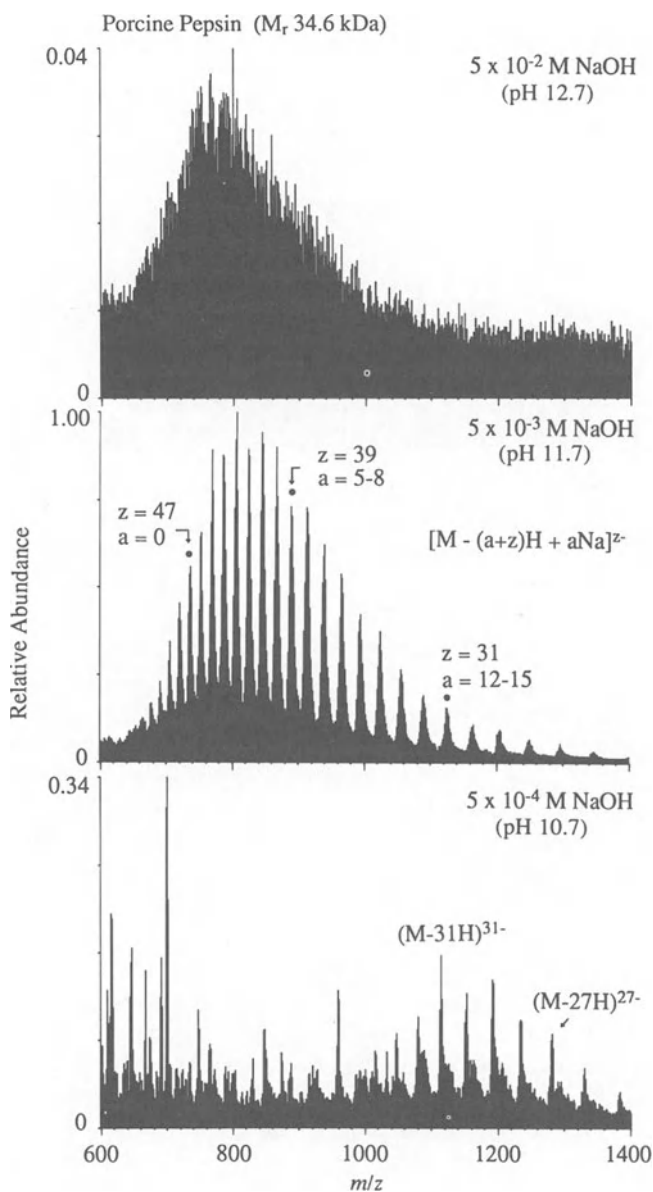 Porcine Pepsin (Mr 34.6 kDa)
0.04
5 x 10-2 M NaOH
(pH 12.7)
0
1.00
5 x 10-3 M NaOH
(pH 11.7)
z = 39
a = 5-8
z = 47
a = 0
[M - (a+z)H + aNa]z-
z = 31
a = 12-15
Relative Abundance
0
0.34
5 x 10-4 M NaOH
(pH 10.7)
(M-31H)31-
(M-27H)27-
0
600
800
1000
1200
1400
m/z